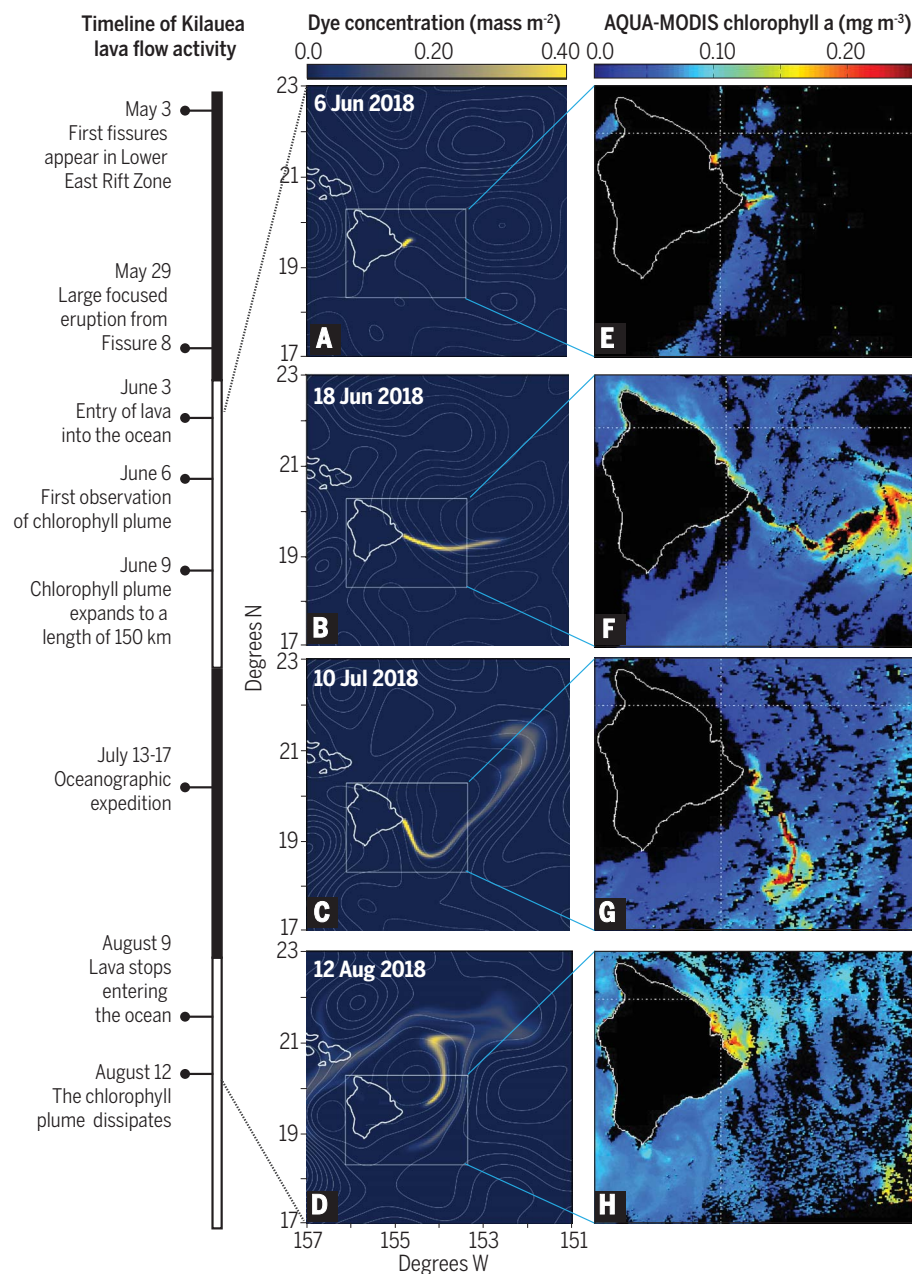 Timeline of Kilauea
lava flow activity
May 3
First fissures
appear in Lower
East Rift Zone
May 29
Large focused
eruption from
Fissure 8
June 3
Entry of lava
into the ocean
June 6
First observation
of chlorophyll plume
June 9
Chlorophyll plume
expands to a
length of 150 km
July 13-17
Oceanographic
expedition
August 9
Lava stops
entering
the ocean
August 12
The chlorophyll
plume dissipates
Dye concentration (mass m⁻²)
0.0 0.20 0.40
AQUA-MODIS chlorophyll a (mg m⁻³)
0.0 0.10 0.20
Degrees N
23
6 Jun 2018
21
19
A
17
E
23
18 Jun 2018
21
19
B
17
F
23
10 Jul 2018
21
19
C
17
G
23
12 Aug 2018
21
19
D
17
H
157 155 153 151
Degrees W